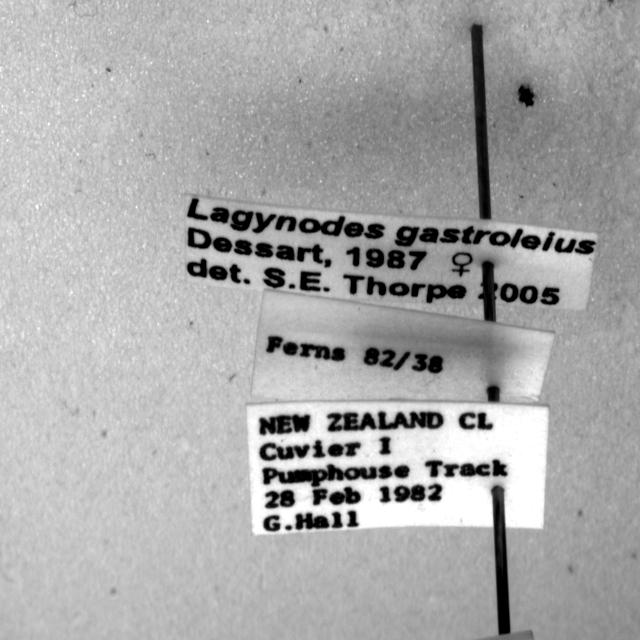 Lagynodes gastroleius
Dessart, 1987 ♀
det. S.E. Thorpe 2005
Ferns 82/38
NEW ZEALAND CL
Cuvier I
Pumphouse Track
28 Feb 1982
G.Hall